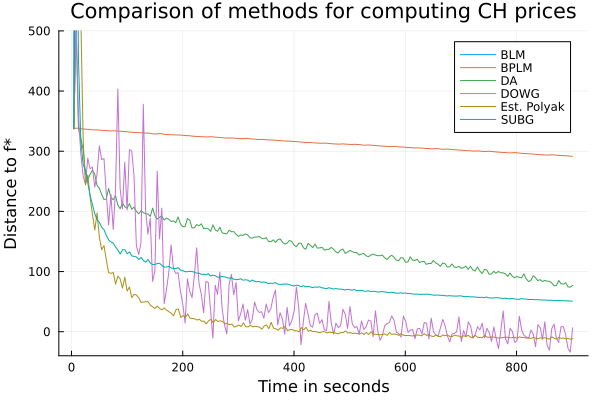 Comparison of methods for computing CH prices
Distance to f*
500
400
300
200
100
0
BLM
BPLM
DA
DOWG
Est. Polyak
SUBG
0
200
400
600
800
Time in seconds